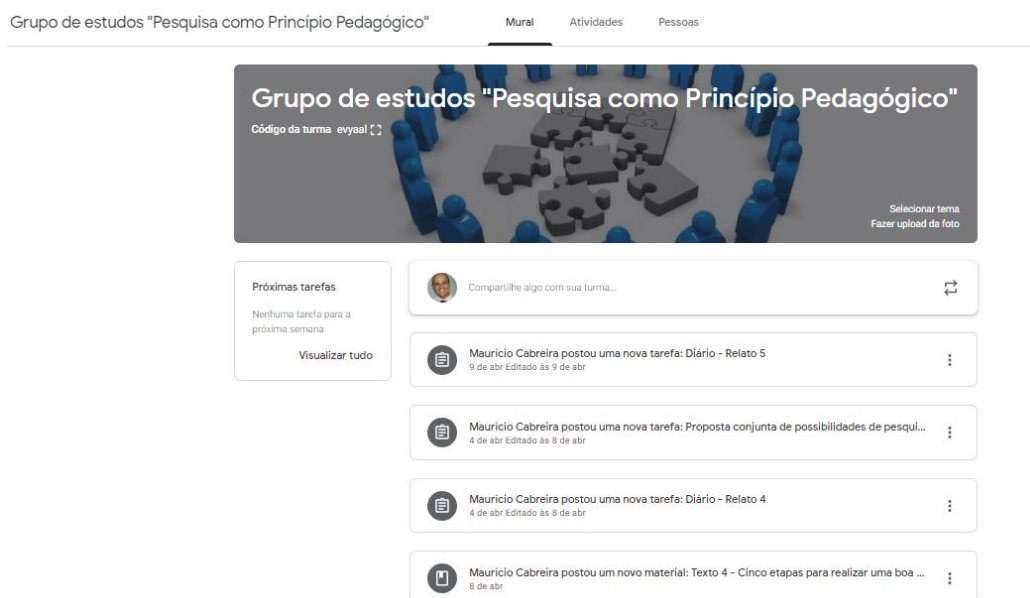 Grupo de estudos "Pesquisa como Princípio Pedagógico"
Mural
Atividades
Pessoas
Grupo de estudos "Pesquisa como Princípio Pedagógico"
Código da turma evyaal
Selecionar tema
Fazer upload da foto
Próximas tarefas
Nenhuma tarefa para a
próxima semana
Visualizar tudo
Compartilhe algo com sua turma...
Mauricio Cabreira postou uma nova tarefa: Diário - Relato 5
9 de abr Editado às 9 de abr
Mauricio Cabreira postou uma nova tarefa: Proposta conjunta de possibilidades de pesqui...
4 de abr Editado às 8 de abr
Mauricio Cabreira postou uma nova tarefa: Diário - Relato 4
4 de abr Editado às 8 de abr
Mauricio Cabreira postou um novo material: Texto 4 - Cinco etapas para realizar uma boa ...
8 de abr